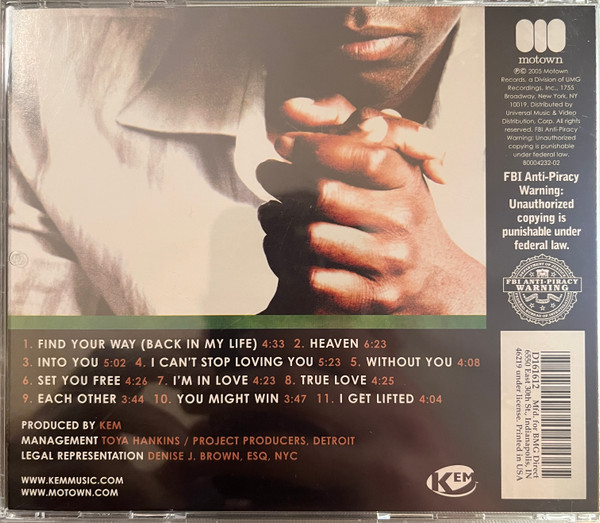 motown
℗© 2005 Motown
Records, a Division of UMG
Recordings, Inc., 1755
Broadway, New York, NY
10019. Distributed by
Universal Music & Video
Distribution, Corp. All rights
reserved. FBI Anti-Piracy
Warning: Unauthorized
copying is punishable
under federal law.
B0004232-02
FBI Anti-Piracy
Warning:
Unauthorized
copying is
punishable under
federal law.
FBI ANTI-PIRACY
WARNING
1. FIND YOUR WAY (BACK IN MY LIFE) 4:33 2. HEAVEN 6:23
3. INTO YOU 5:02 4. I CAN'T STOP LOVING YOU 5:23 5. WITHOUT YOU 4:08
6. SET YOU FREE 4:26 7. I'M IN LOVE 4:23 8. TRUE LOVE 4:25
9. EACH OTHER 3:44 10. YOU MIGHT WIN 3:47 11. I GET LIFTED 4:04
PRODUCED BY KEM
MANAGEMENT TOYA HANKINS / PROJECT PRODUCERS, DETROIT
LEGAL REPRESENTATION DENISE J. BROWN, ESQ, NYC
WWW.KEMMUSIC.COM
WWW.MOTOWN.COM
KEM
D161612 Mfd. for BMG Direct
6550 East 30th St., Indianapolis, IN
46219 under license. Printed in USA